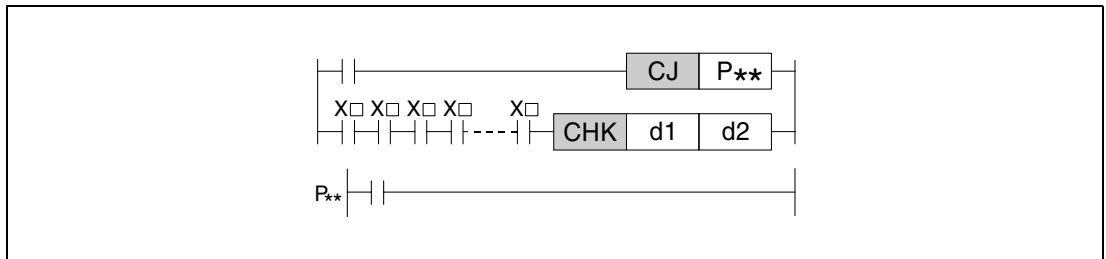 CJ P**
X□ X□ X□ X□ X□
CHK d1 d2
P**